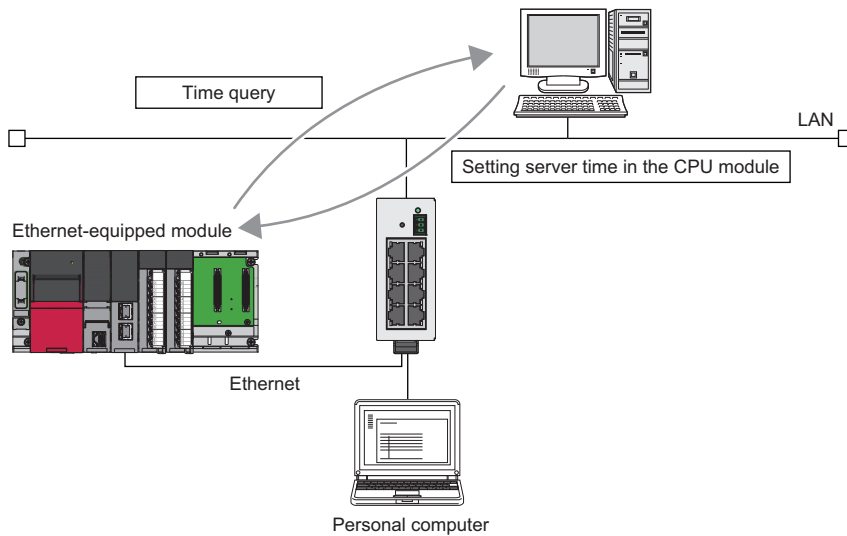 Time query
LAN
Setting server time in the CPU module
Ethernet-equipped module
Ethernet
Personal computer